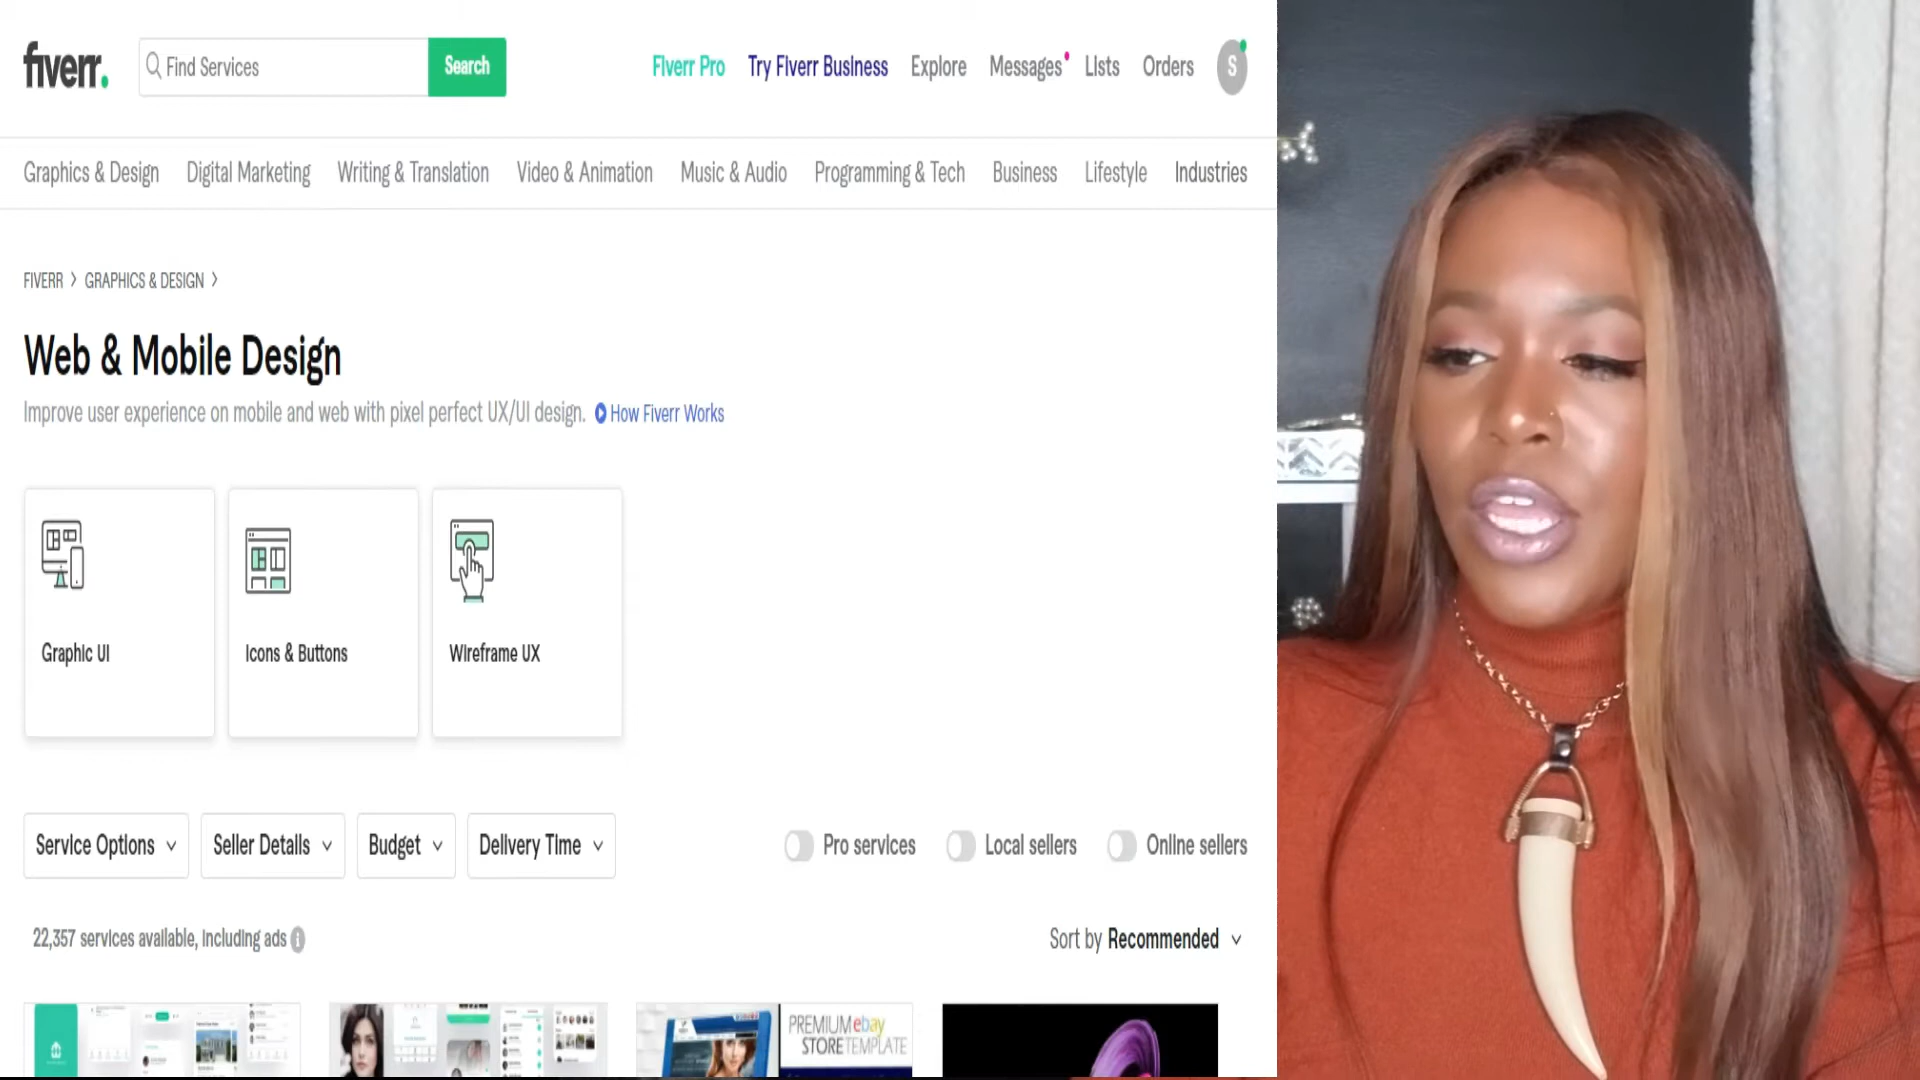 fiverr.
Find Services
Search
Fiverr Pro
Try Fiverr Business
Explore
Messages
Lists
Orders
S
Graphics & Design
Digital Marketing
Writing & Translation
Video & Animation
Music & Audio
Programming & Tech
Business
Lifestyle
Industries
FIVERR > GRAPHICS & DESIGN >
Web & Mobile Design
Improve user experience on mobile and web with pixel perfect UX/UI design.
How Fiverr Works
Graphic UI
Icons & Buttons
Wireframe UX
Service Options
Seller Details
Budget
Delivery Time
Pro services
Local sellers
Online sellers
22,357 services available, including ads
Sort by Recommended
PREMIUM ebay
STORE TEMPLATE